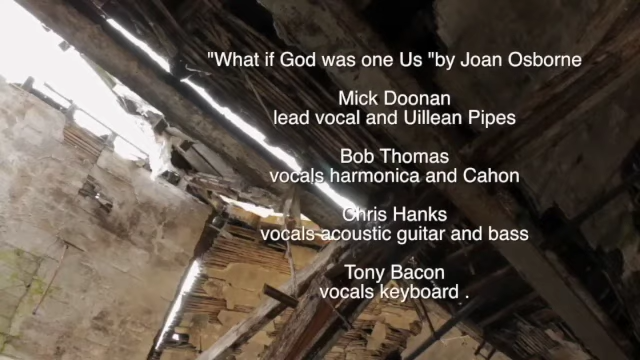 "What if God was one Us "by Joan Osborne
Mick Doonan
lead vocal and Uillean Pipes
Bob Thomas
vocals harmonica and Cahon
Chris Hanks
vocals acoustic guitar and bass
Tony Bacon
vocals keyboard .